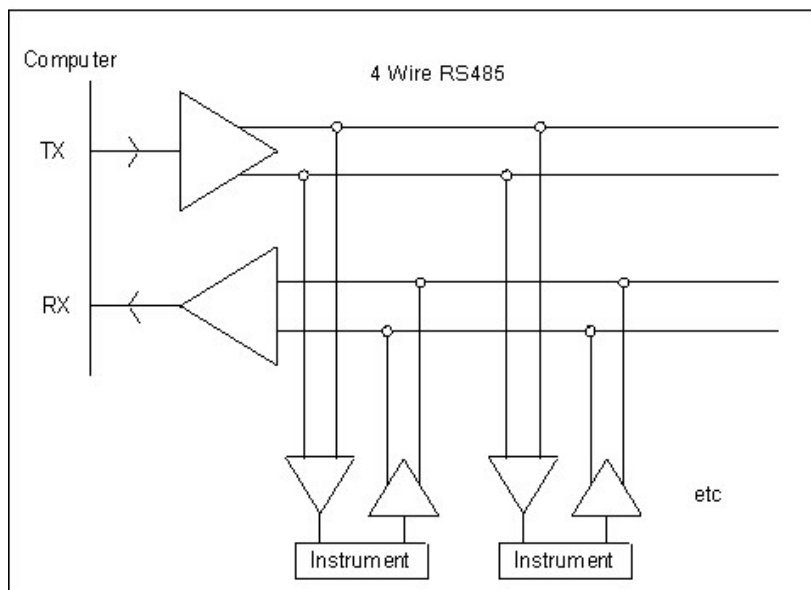 Computer
4 Wire RS485
TX
RX
etc
Instrument
Instrument